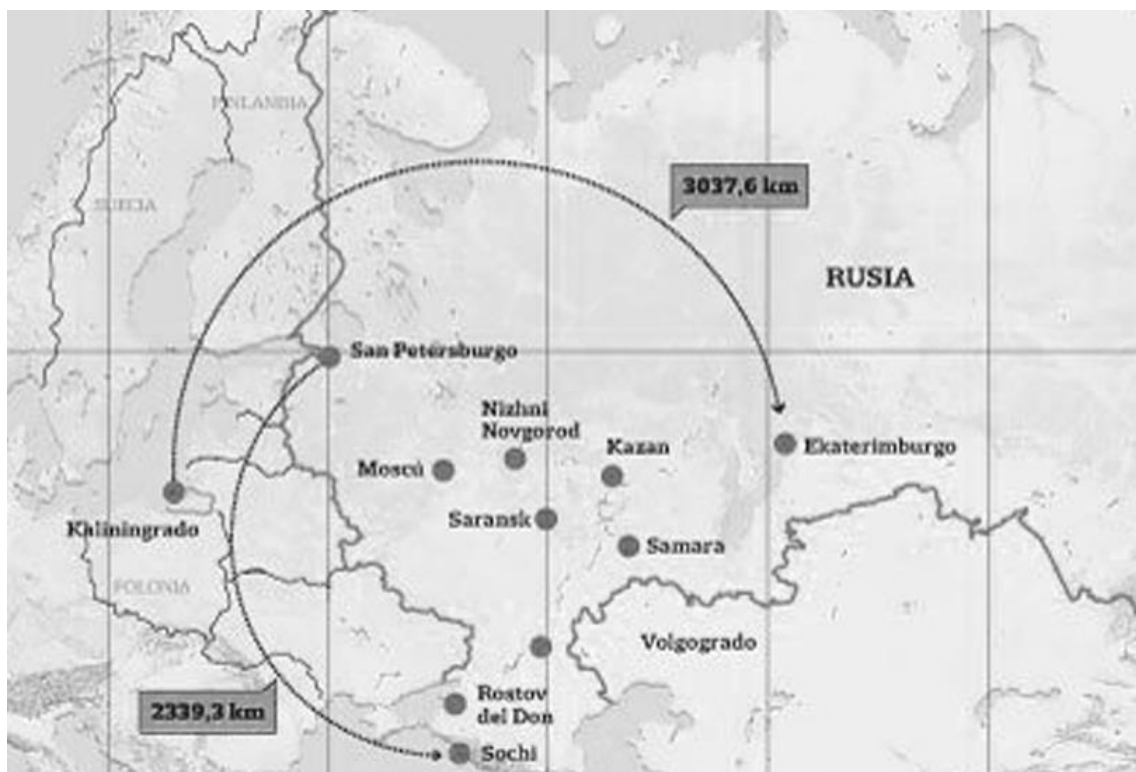 FINLANDIA
3037,6 km
SUECIA
RUSIA
San Petersburgo
Nizhni
Novgorod
Moscú
Kazan
Ekaterimburgo
Saransk
Kaliningrado
Samara
POLONIA
Volgogrado
2339,3 km
Rostov
del Don
Sochi